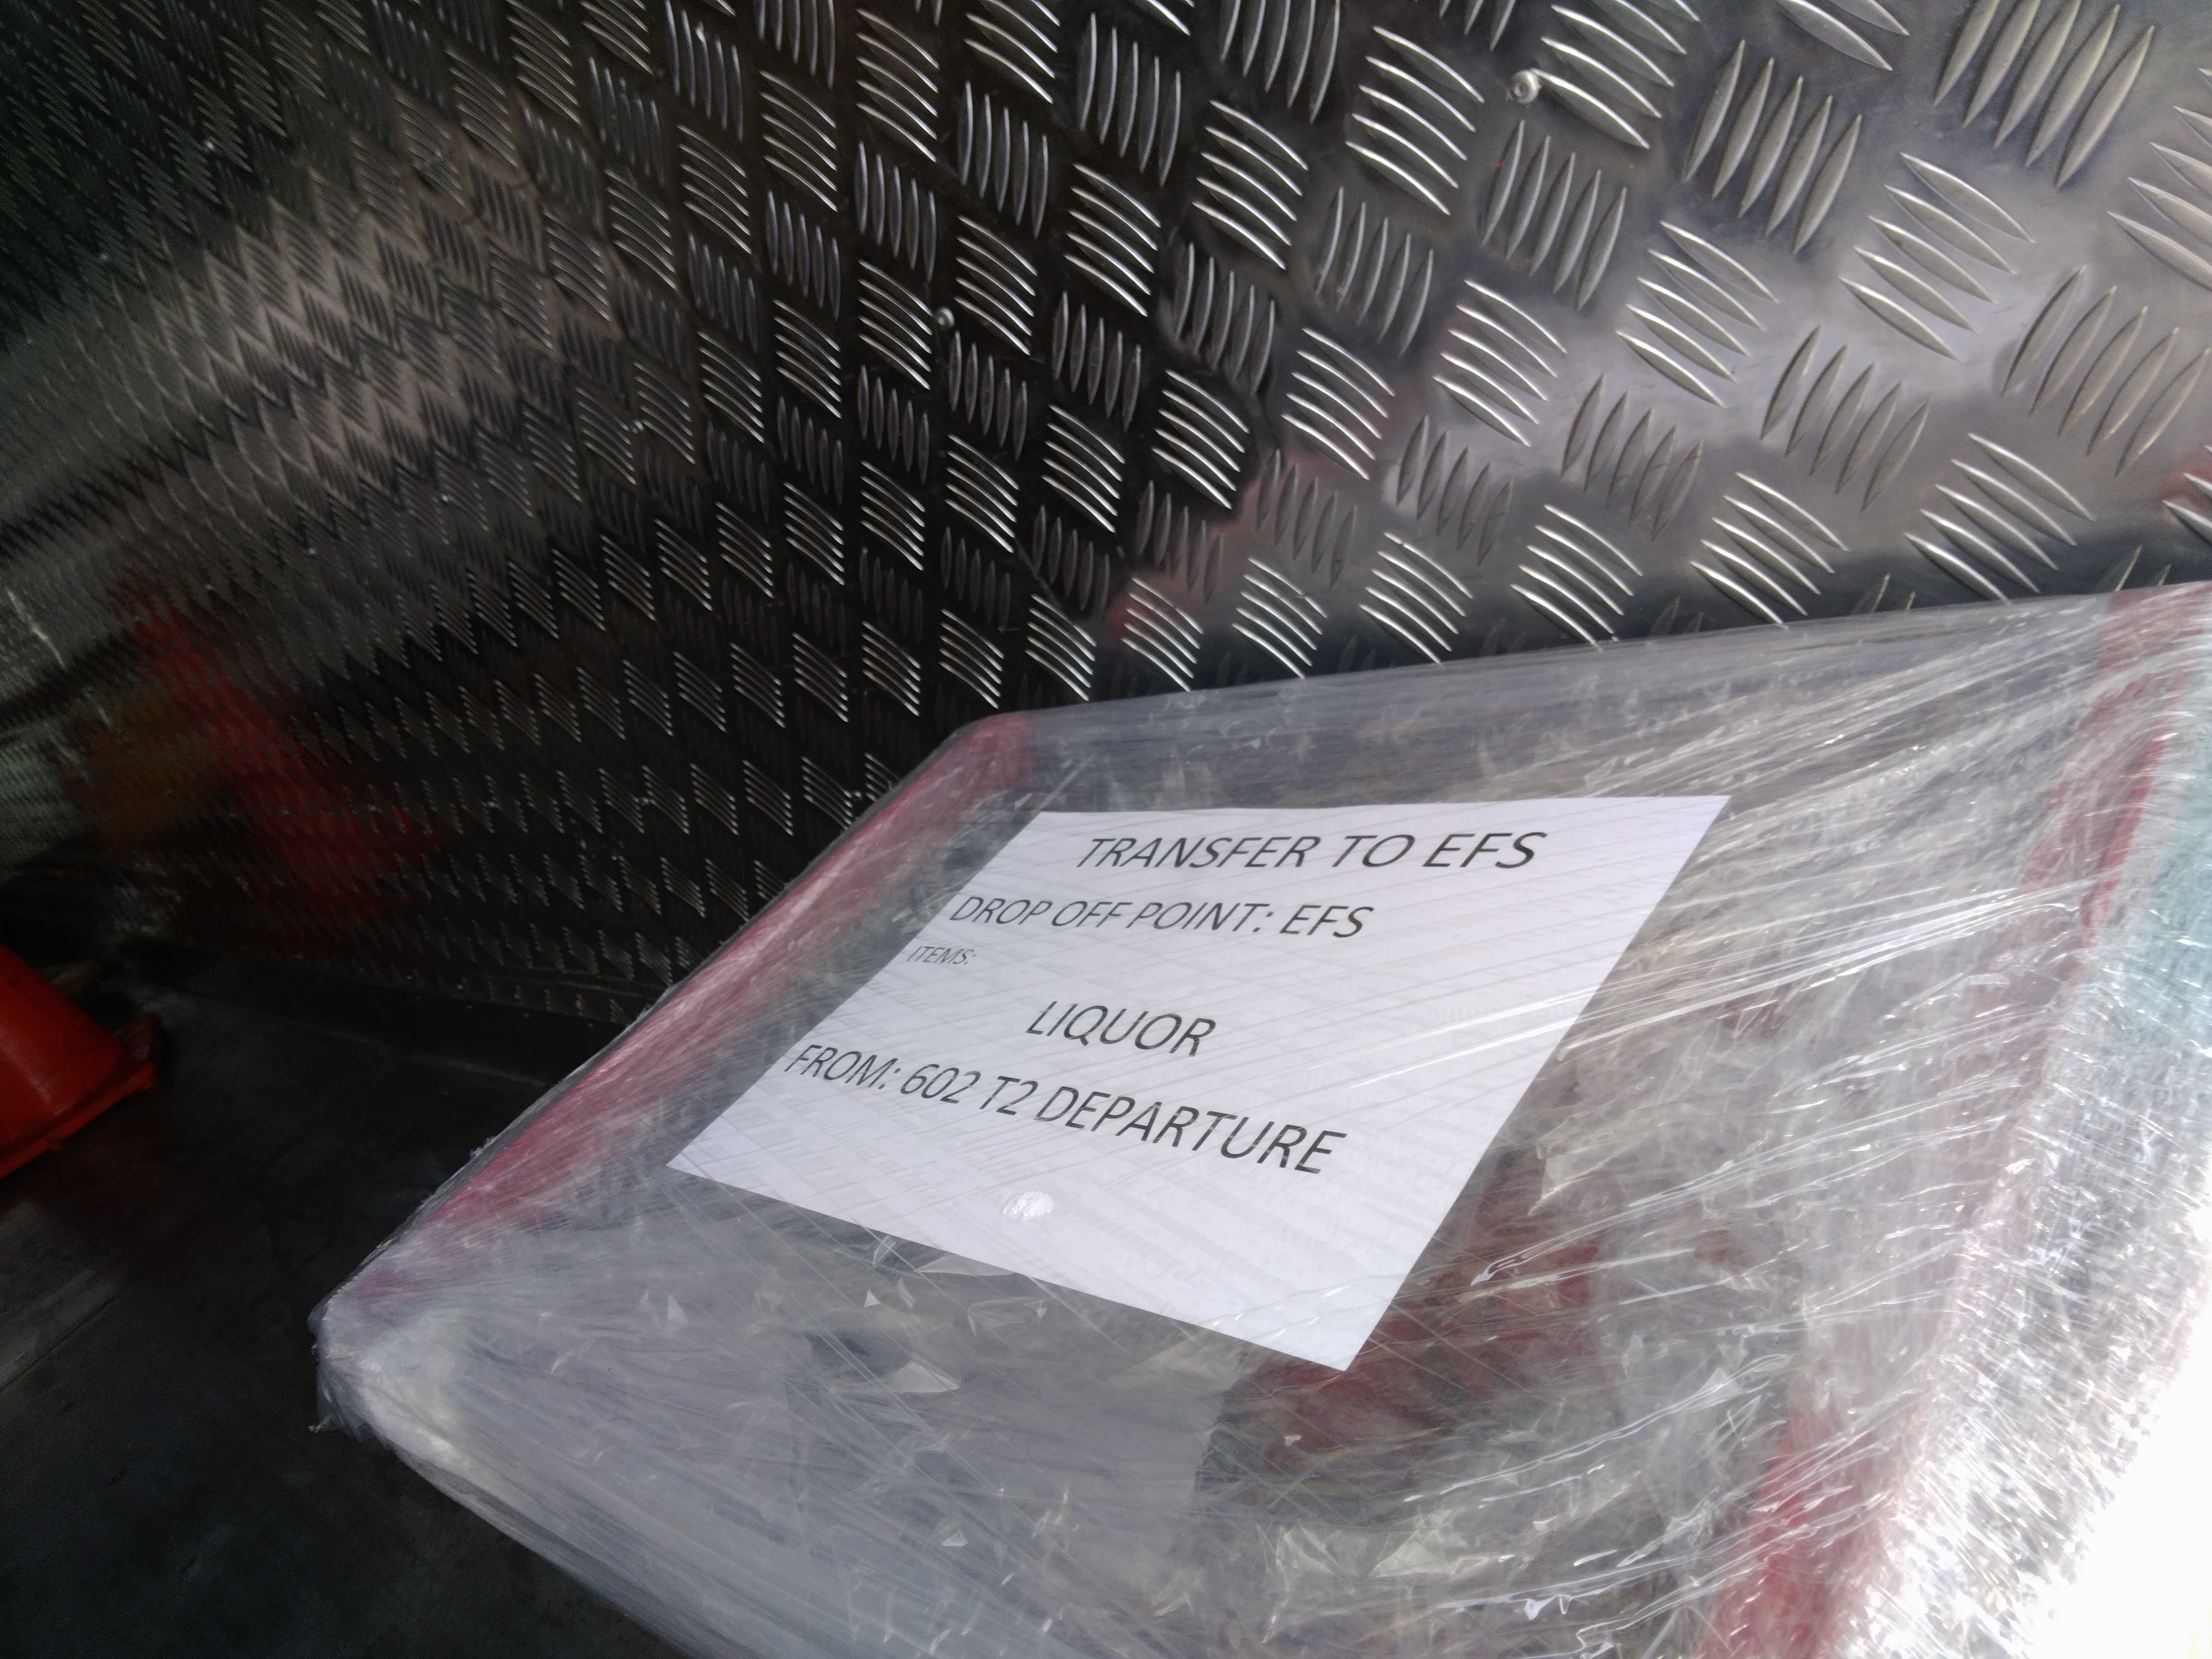 TRANSFER TO EFS
DROP OFF POINT: EFS
ITEMS:
LIQUOR
FROM: 602 T2 DEPARTURE